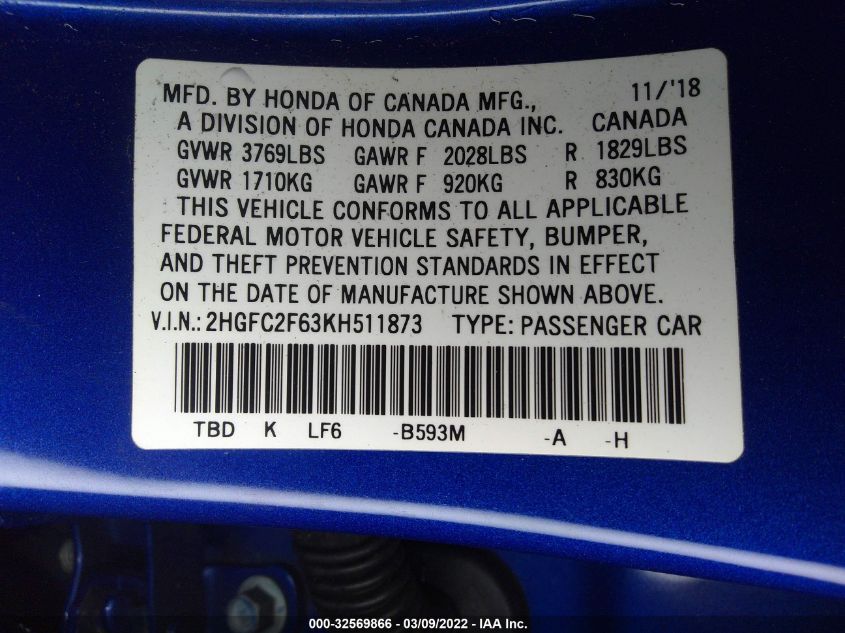 MFD. BY HONDA OF CANADA MFG., 11/'18
A DIVISION OF HONDA CANADA INC. CANADA
GVWR 3769LBS GAWR F 2028LBS R 1829LBS
GVWR 1710KG GAWR F 920KG R 830KG
THIS VEHICLE CONFORMS TO ALL APPLICABLE
FEDERAL MOTOR VEHICLE SAFETY, BUMPER,
AND THEFT PREVENTION STANDARDS IN EFFECT
ON THE DATE OF MANUFACTURE SHOWN ABOVE.
V.I.N.: 2HGFC2F63KH511873 TYPE: PASSENGER CAR
TBD K LF6 -B593M -A -H
000-32569866 - 03/09/2022 - IAA Inc.